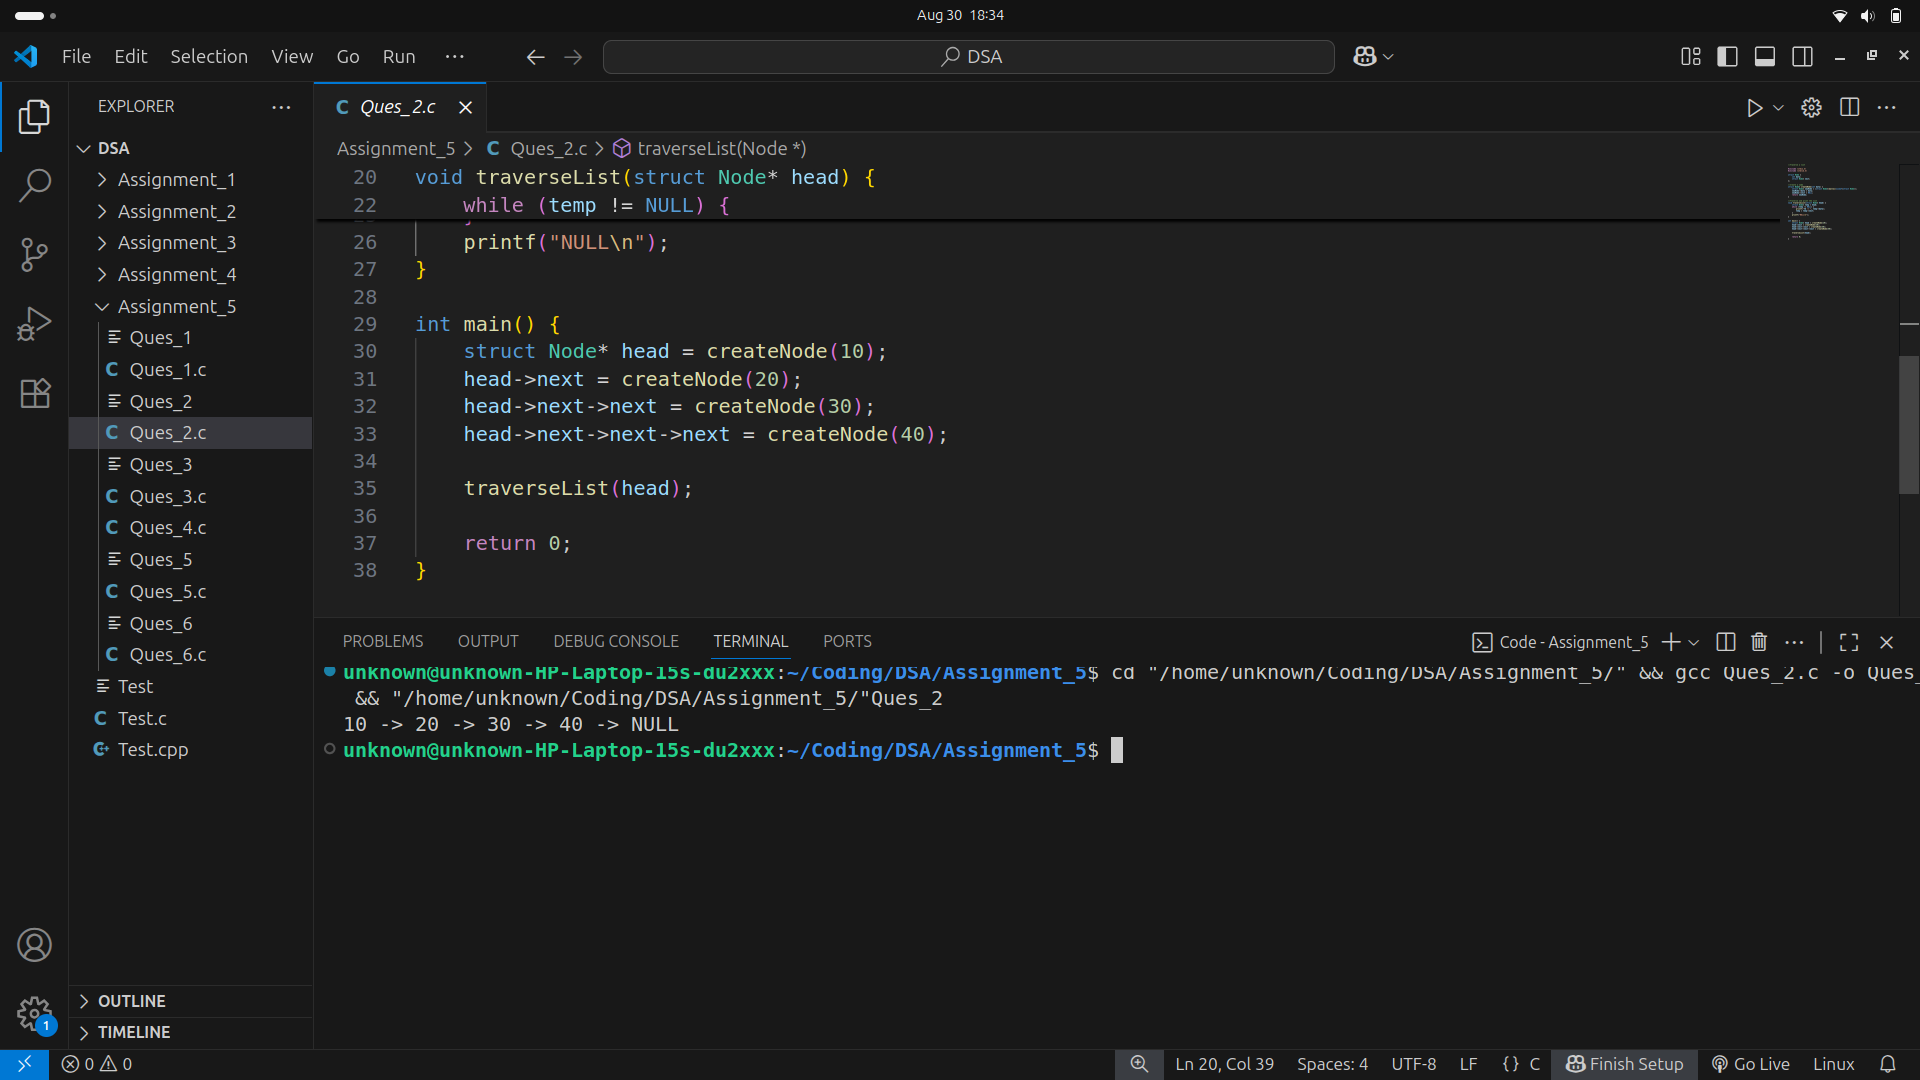 Aug 30 18:34
File Edit Selection View Go Run ···
DSA
EXPLORER ···
DSA
Assignment_1
Assignment_2
Assignment_3
Assignment_4
Assignment_5
Ques_1
C Ques_1.c
Ques_2
C Ques_2.c
Ques_3
C Ques_3.c
C Ques_4.c
Ques_5
C Ques_5.c
Ques_6
C Ques_6.c
Test
C Test.c
Test.cpp
OUTLINE
TIMELINE
1
C Ques_2.c
Assignment_5 > C Ques_2.c > traverseList(Node *)
20 void traverseList(struct Node* head) {
22 while (temp != NULL) {
26 printf("NULL\n");
27 }
28
29 int main() {
30 struct Node* head = createNode(10);
31 head->next = createNode(20);
32 head->next->next = createNode(30);
33 head->next->next->next = createNode(40);
34
35 traverseList(head);
36
37 return 0;
38 }
PROBLEMS OUTPUT DEBUG CONSOLE TERMINAL PORTS
Code - Assignment_5
unknown@unknown-HP-Laptop-15s-du2xxx:~/Coding/DSA/Assignment_5$ cd "/home/unknown/Coding/DSA/Assignment_5/" && gcc Ques_2.c -o Ques_
&& "/home/unknown/Coding/DSA/Assignment_5/"Ques_2
10 -> 20 -> 30 -> 40 -> NULL
unknown@unknown-HP-Laptop-15s-du2xxx:~/Coding/DSA/Assignment_5$
0 0
Ln 20, Col 39 Spaces: 4 UTF-8 LF {} C Finish Setup Go Live Linux